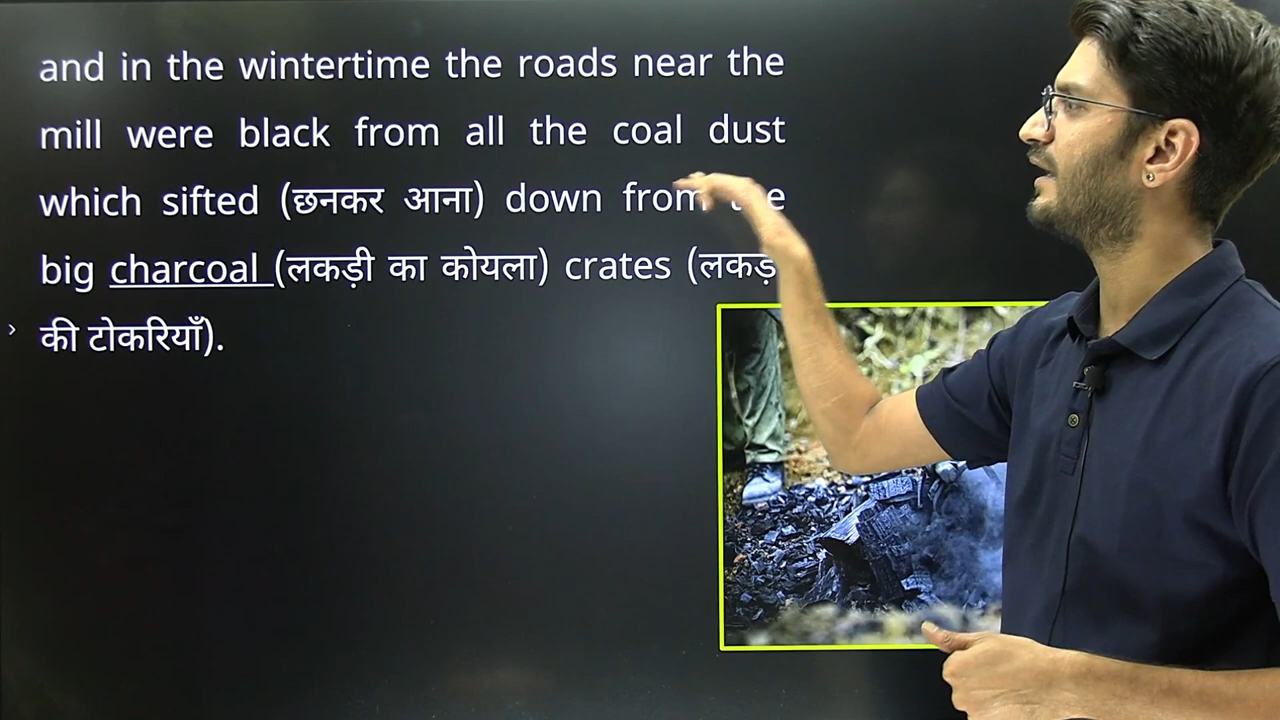 and in the wintertime the roads near the
mill were black from all the coal dust
which sifted (छनकर आना) down from the
big charcoal (लकड़ी का कोयला) crates (लकड़
की टोकरियाँ).